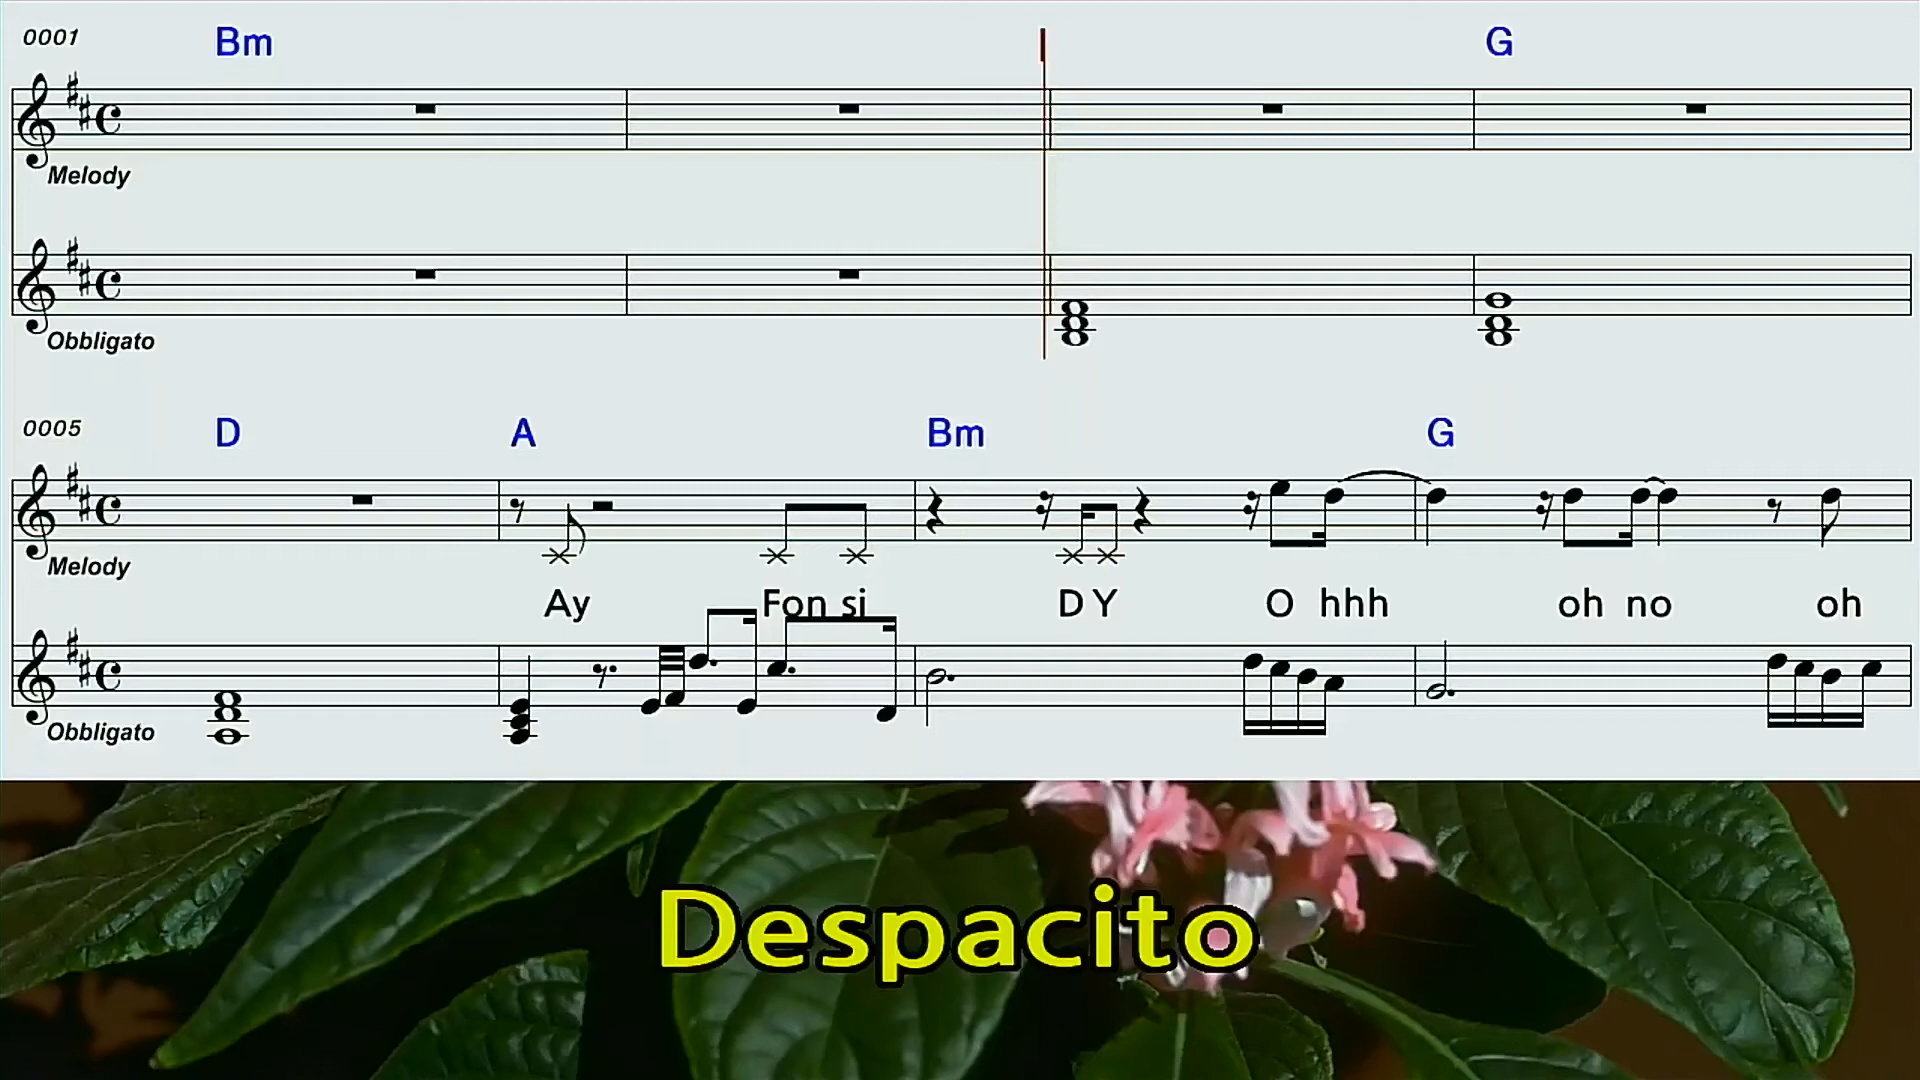 0001 Bm G
Melody
Obbligato
0005 D A Bm G
Melody
Ay Fon si D Y O hhh oh no oh
Obbligato
Despacito